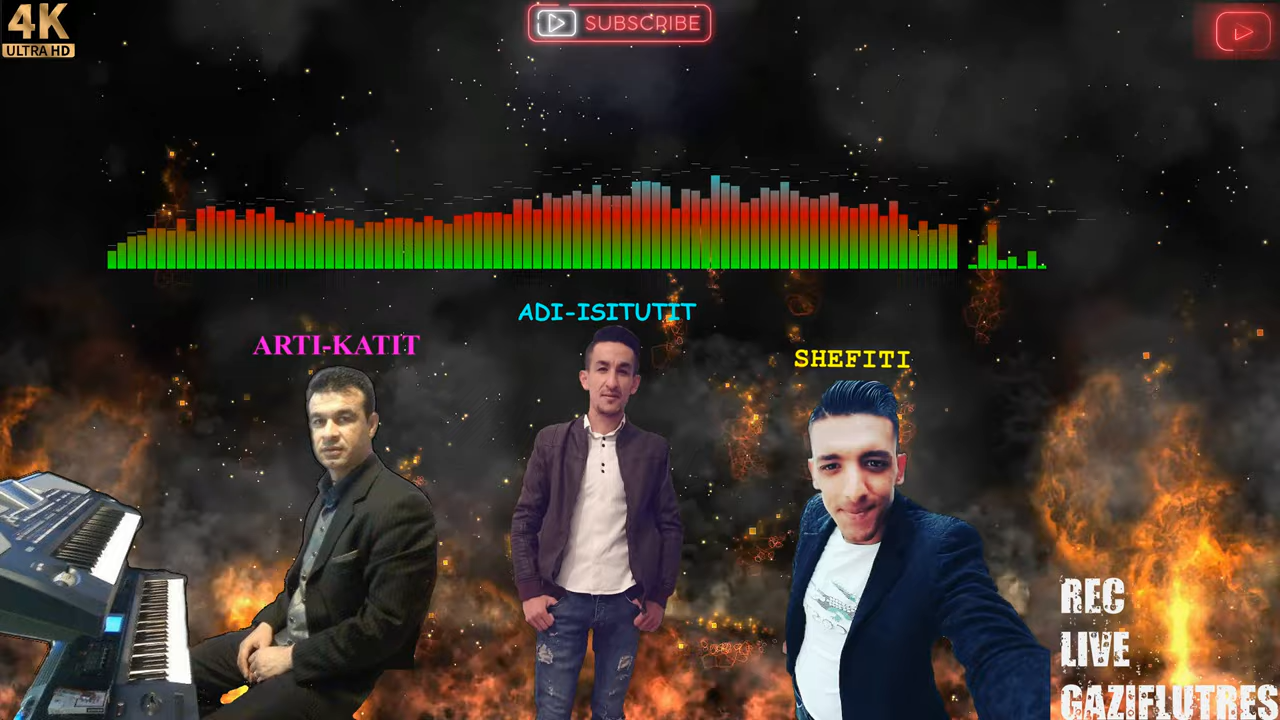 4K
ULTRA HD
SUBSCRIBE
ADI-ISITUTIT
ARTI-KATIT
SHEFITI
REC
LIVE
GAZIFLUTRES